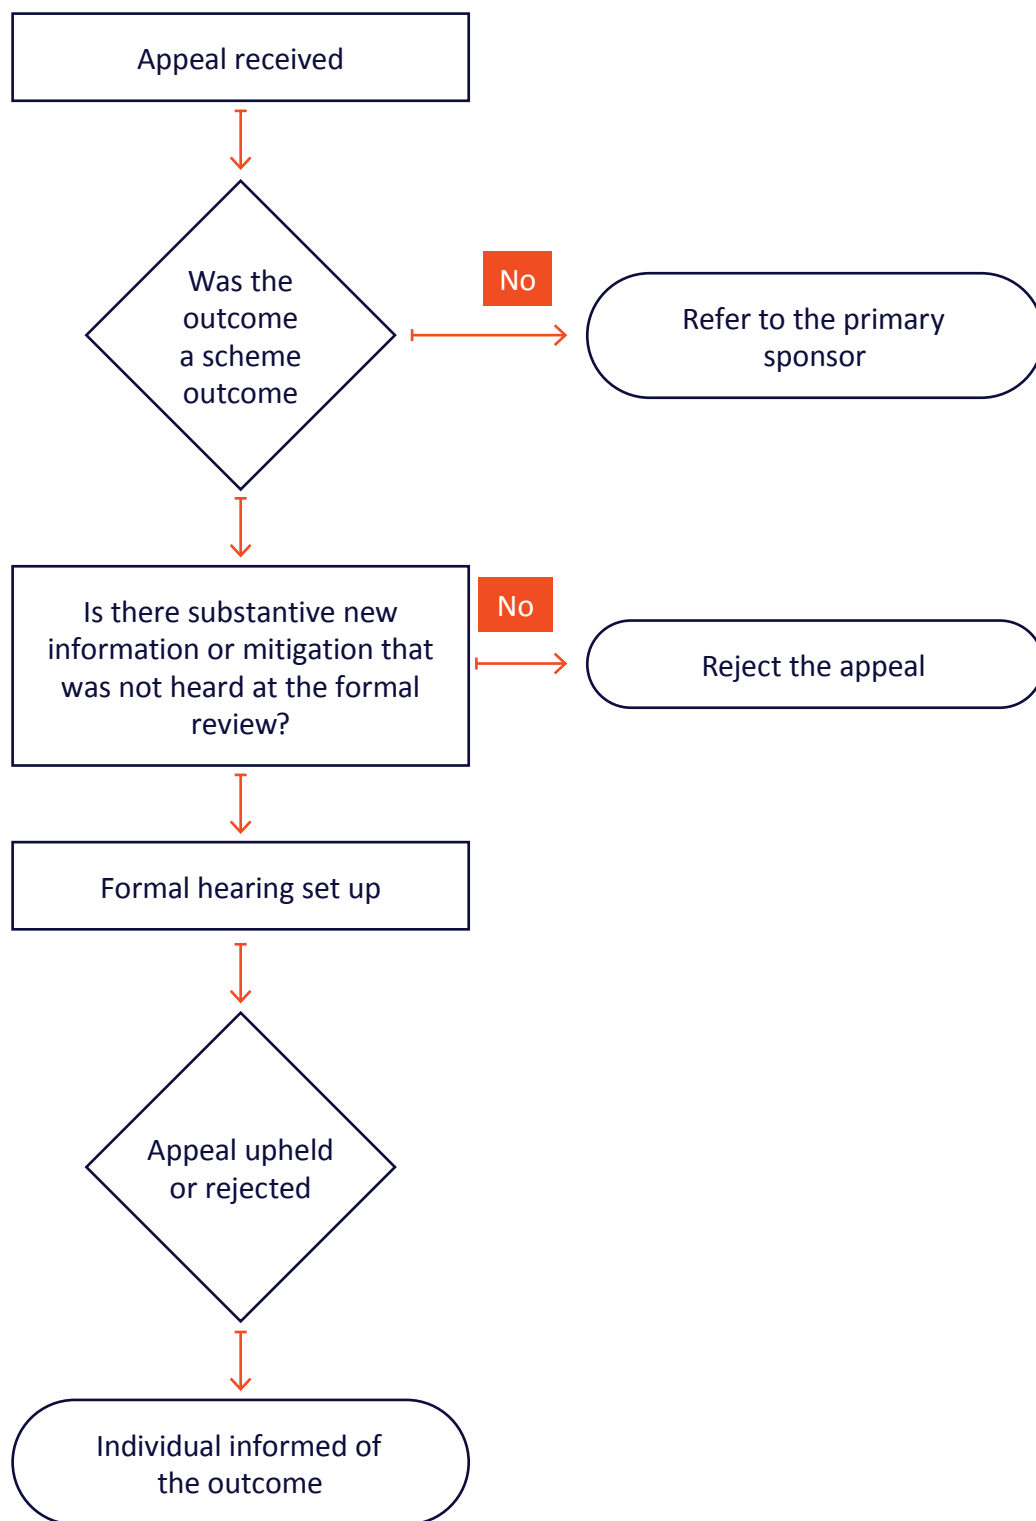 Appeal received
Was the
outcome
a scheme
outcome
No
Refer to the primary
sponsor
Is there substantive new
information or mitigation that
was not heard at the formal
review?
No
Reject the appeal
Formal hearing set up
Appeal upheld
or rejected
Individual informed of
the outcome